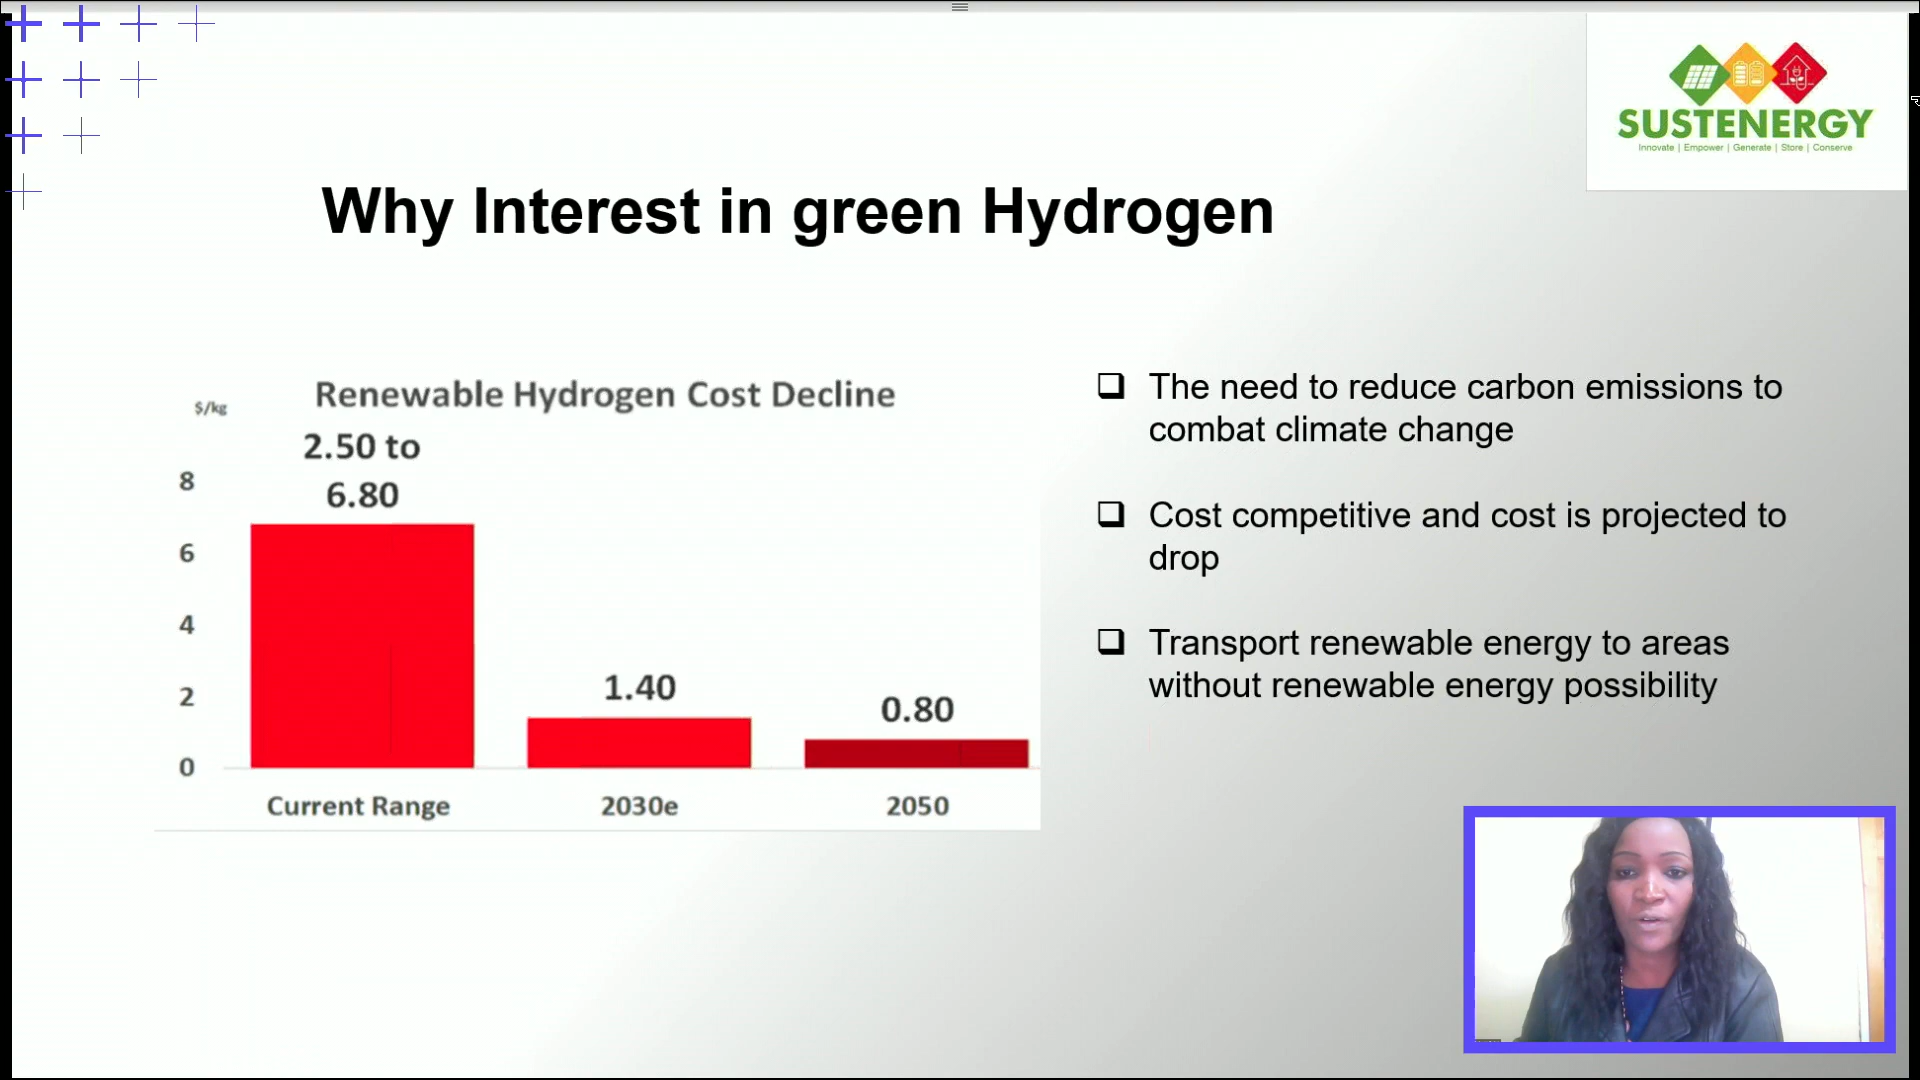 SUSTENERGY
Innovate | Empower | Generate | Store | Conserve
Why Interest in green Hydrogen
Renewable Hydrogen Cost Decline
$/kg
2.50 to
6.80
8
6
4
2
0
1.40
0.80
Current Range
2030e
2050
The need to reduce carbon emissions to
combat climate change
Cost competitive and cost is projected to
drop
Transport renewable energy to areas
without renewable energy possibility